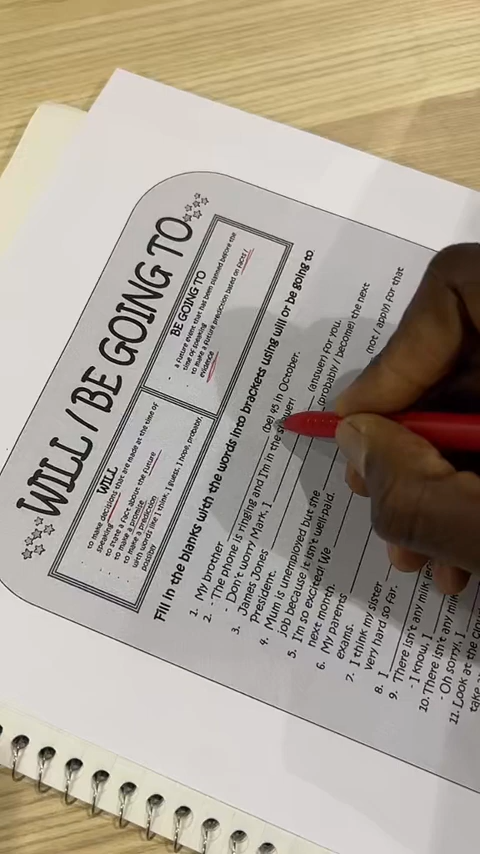 WILL / BE GOING TO
WILL
- to make decisions that are made at the time of
speaking
- to state a fact about the future
- to make a promise
- to make a prediction
- with words like I think, I guess, I hope, probably
possibly
BE GOING TO
- a future event that has been planned before the
time of speaking
- to make a future prediction based on facts /
evidence
Fill in the blanks with the words into brackets using will or be going to.
1. My brother (be) 45 in October.
2. - The phone is ringing and I'm in the shower!
- Don't worry Mark, I (answer) for you.
3. James Jones (probably / become) the next
President.
4. Mum is unemployed but she (not / apply) for that
job because it isn't well paid.
5. I'm so excited! We
next month.
6. My parents
exams.
7. I think my sister
very hard so far.
8. I
9. There isn't any milk
- I know, I
10. There isn't any milk
- Oh sorry, I
11. Look at the
take